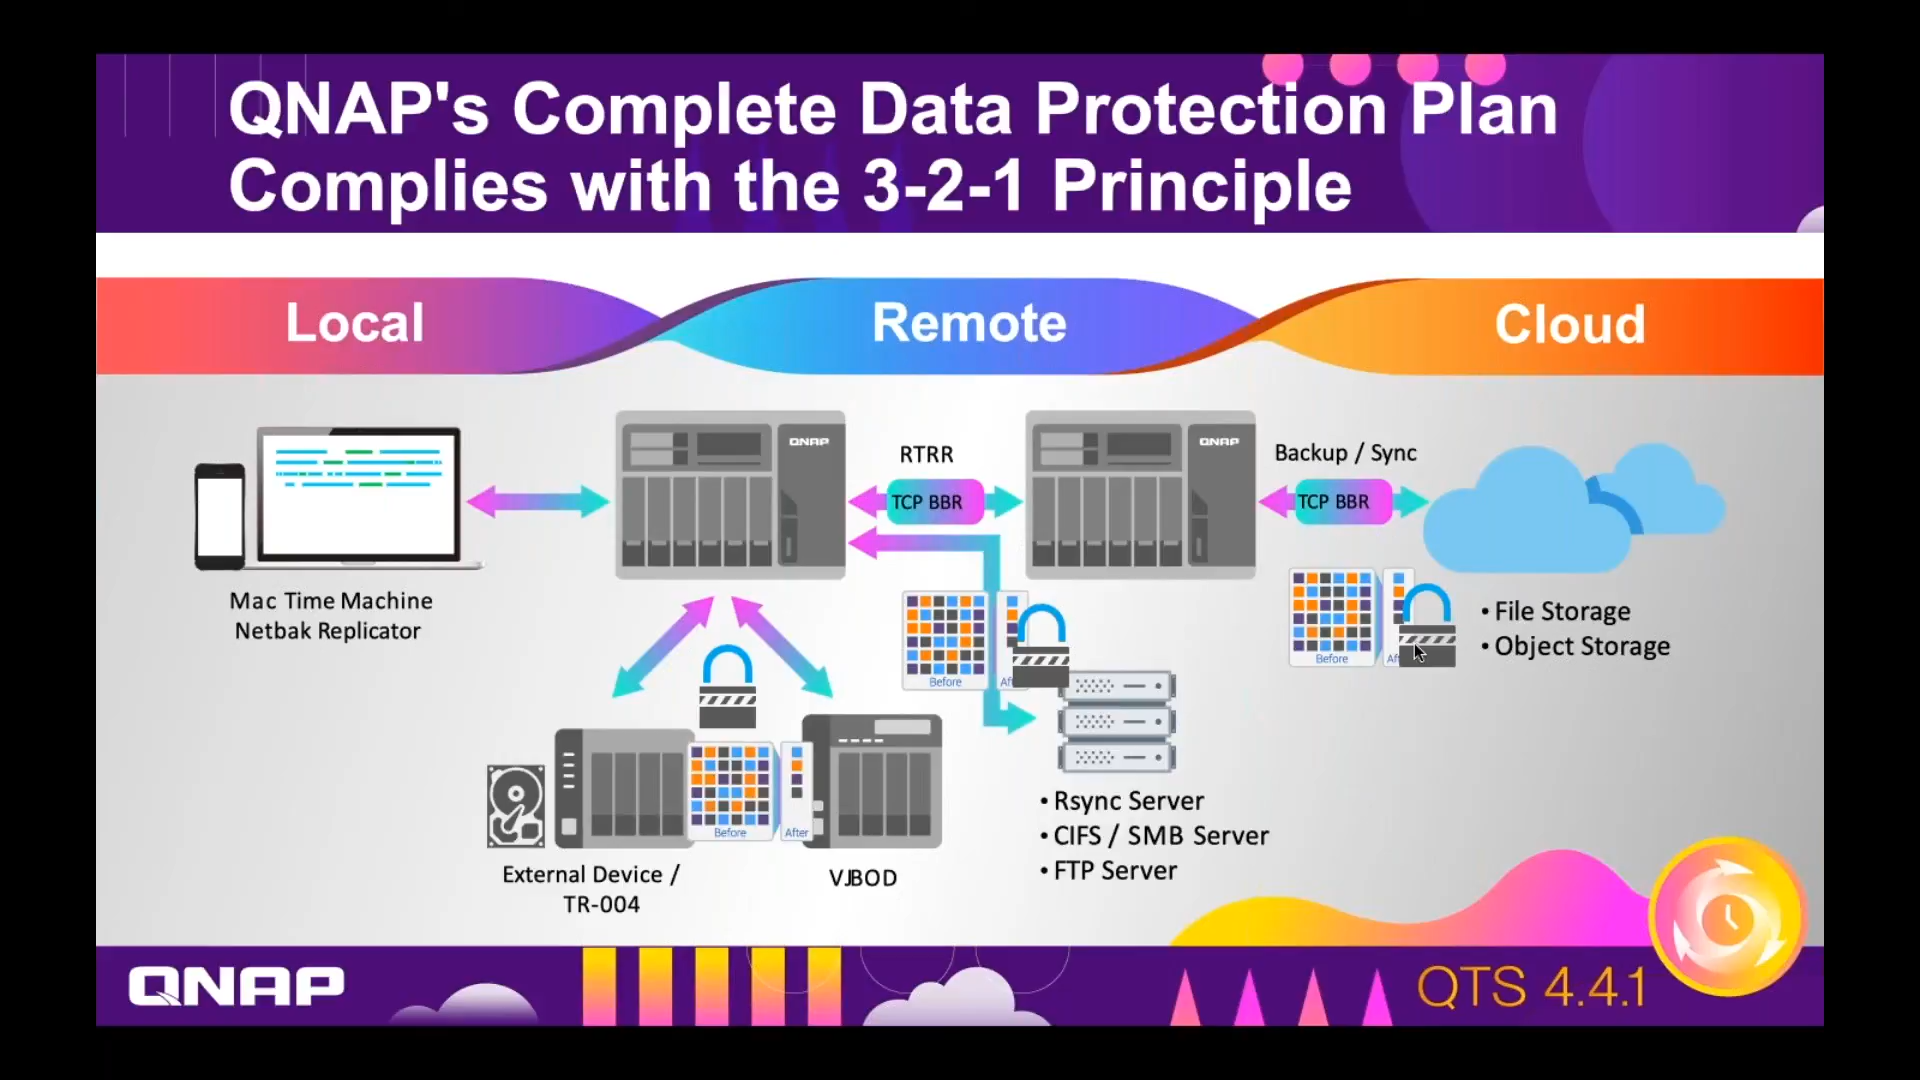 QNAP's Complete Data Protection Plan
Complies with the 3-2-1 Principle
Local
Remote
Cloud
QNAP
QNAP
RTRR
TCP BBR
Backup / Sync
TCP BBR
Mac Time Machine
Netbak Replicator
Before
Before
• File Storage
• Object Storage
Before
After
• Rsync Server
• CIFS / SMB Server
• FTP Server
External Device /
TR-004
VJBOD
QNAP
QTS 4.4.1